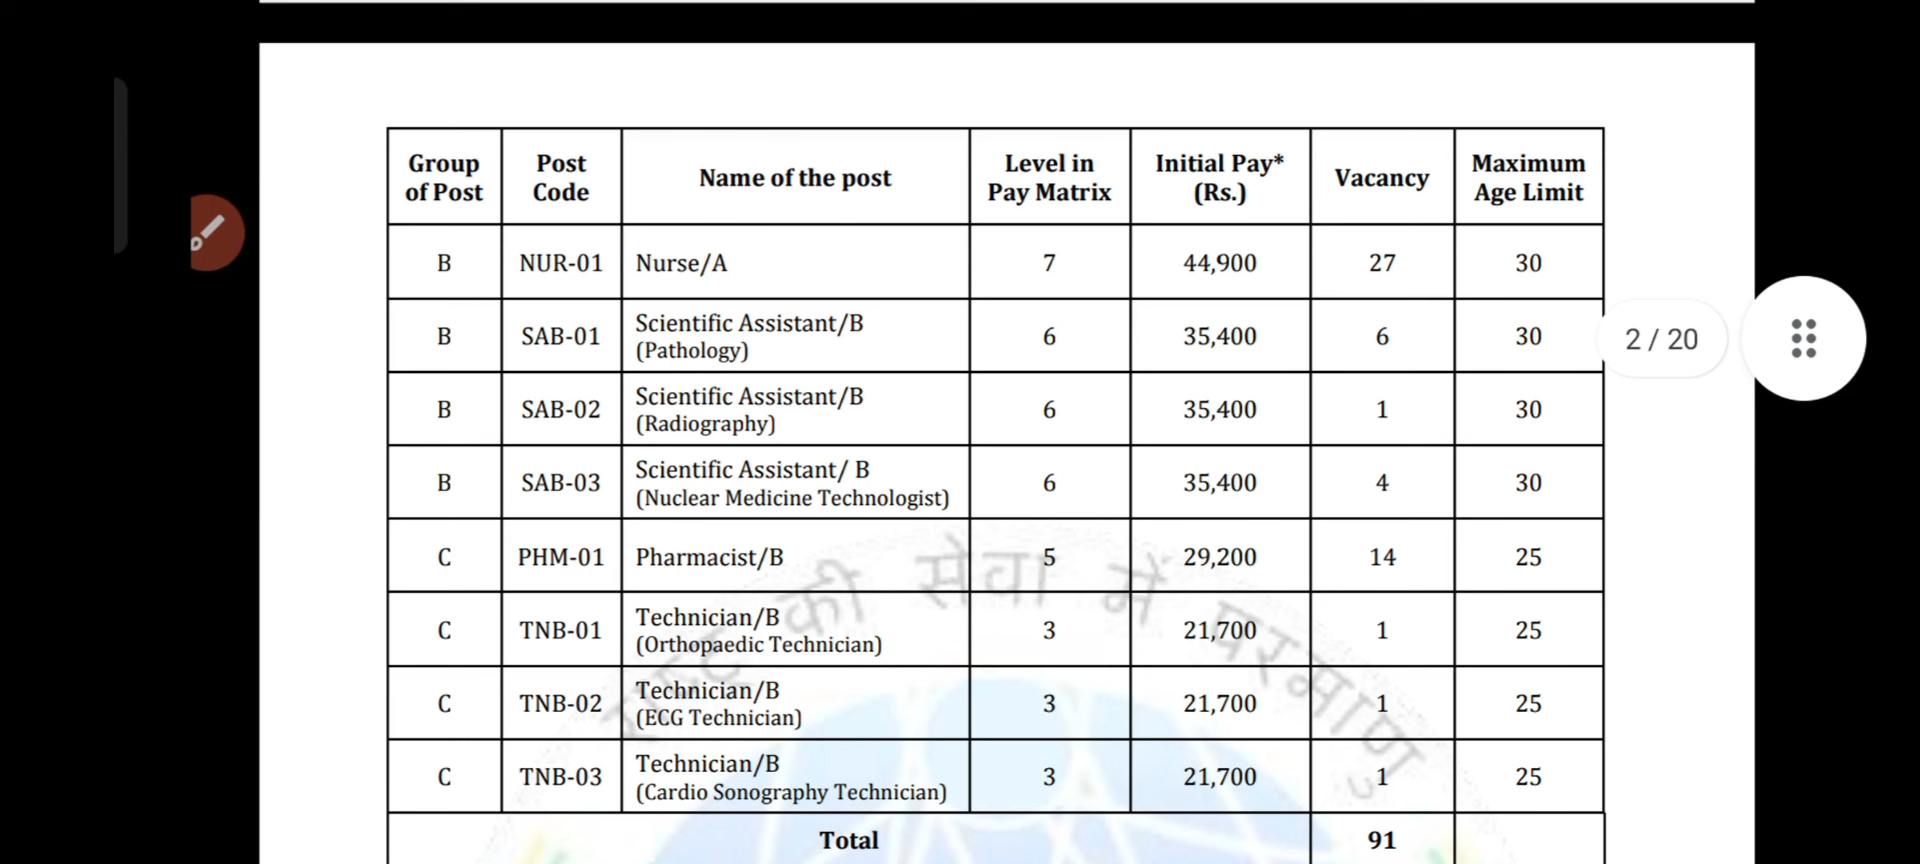 Group of Post Post Code Name of the post Level in Pay Matrix Initial Pay* (Rs.) Vacancy Maximum Age Limit
B NUR-01 Nurse/A 7 44,900 27 30
B SAB-01 Scientific Assistant/B (Pathology) 6 35,400 6 30
2 / 20
B SAB-02 Scientific Assistant/B (Radiography) 6 35,400 1 30
B SAB-03 Scientific Assistant/ B (Nuclear Medicine Technologist) 6 35,400 4 30
C PHM-01 Pharmacist/B 5 29,200 14 25
C TNB-01 Technician/B (Orthopaedic Technician) 3 21,700 1 25
C TNB-02 Technician/B (ECG Technician) 3 21,700 1 25
C TNB-03 Technician/B (Cardio Sonography Technician) 3 21,700 1 25
Total 91
राष्ट्र की सेवा में परमाणु